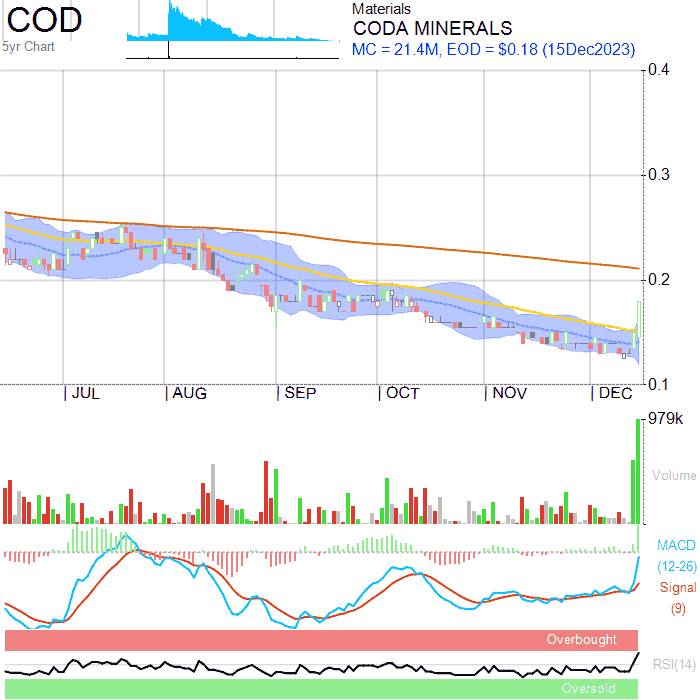 COD
5yr Chart
Materials
CODA MINERALS
MC = 21.4M, EOD = $0.18 (15Dec2023)
0.4
0.3
0.2
0.1
JUL AUG SEP OCT NOV DEC
979k
Volume
MACD
(12-26)
Signal
(9)
Overbought
RSI(14)
Oversold